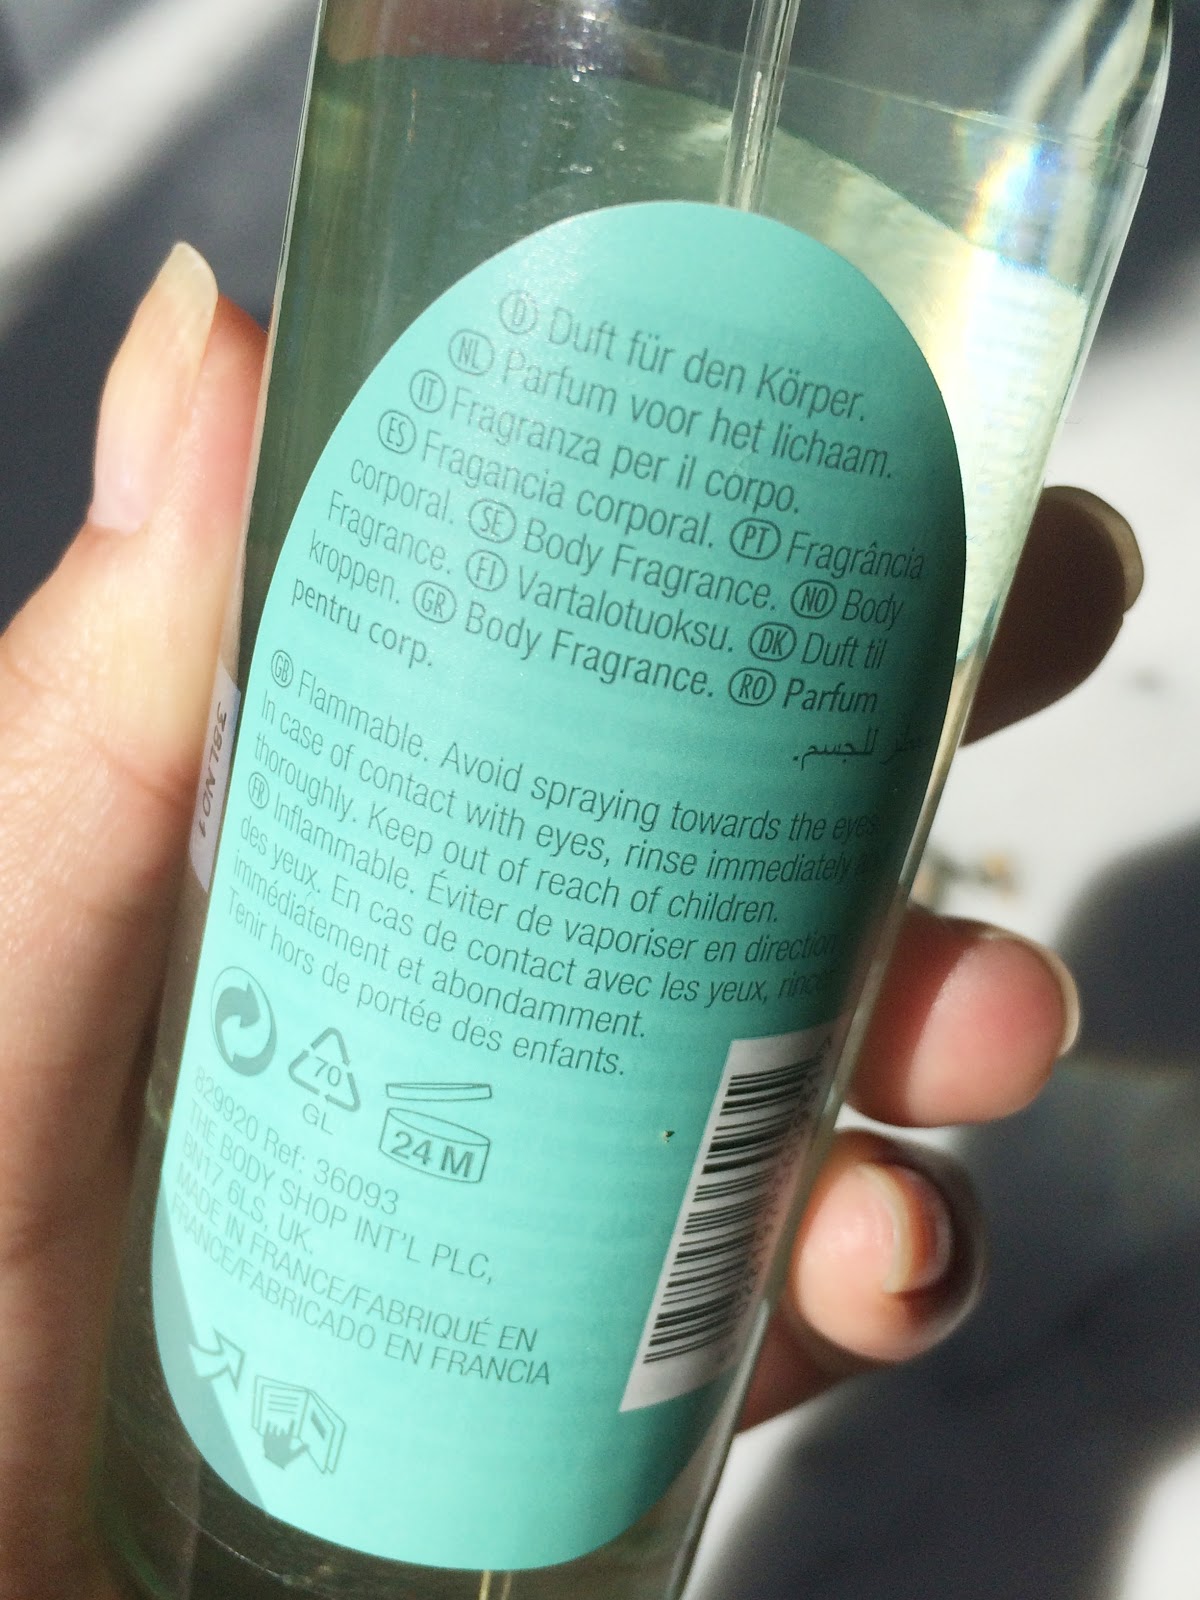 D Duft für den Körper.
NL Parfum voor het lichaam.
IT Fragranza per il corpo.
ES Fragancia corporal. PT Fragrância
corporal. SE Body Fragrance. NO Body
Fragrance. FI Vartalotuoksu. DK Duft til
kroppen. GR Body Fragrance. RO Parfum
pentru corp.
عطر للجسم.
GB Flammable. Avoid spraying towards the eyes.
In case of contact with eyes, rinse immediately
thoroughly. Keep out of reach of children.
FR Inflammable. Éviter de vaporiser en direction
des yeux. En cas de contact avec les yeux, rincer
immédiatement et abondamment.
Tenir hors de portée des enfants.
70
GL
24 M
829920 Ref: 36093
THE BODY SHOP INT'L PLC,
BN17 6LS, UK.
MADE IN FRANCE/FABRIQUÉ EN
FRANCE/FABRICADO EN FRANCIA